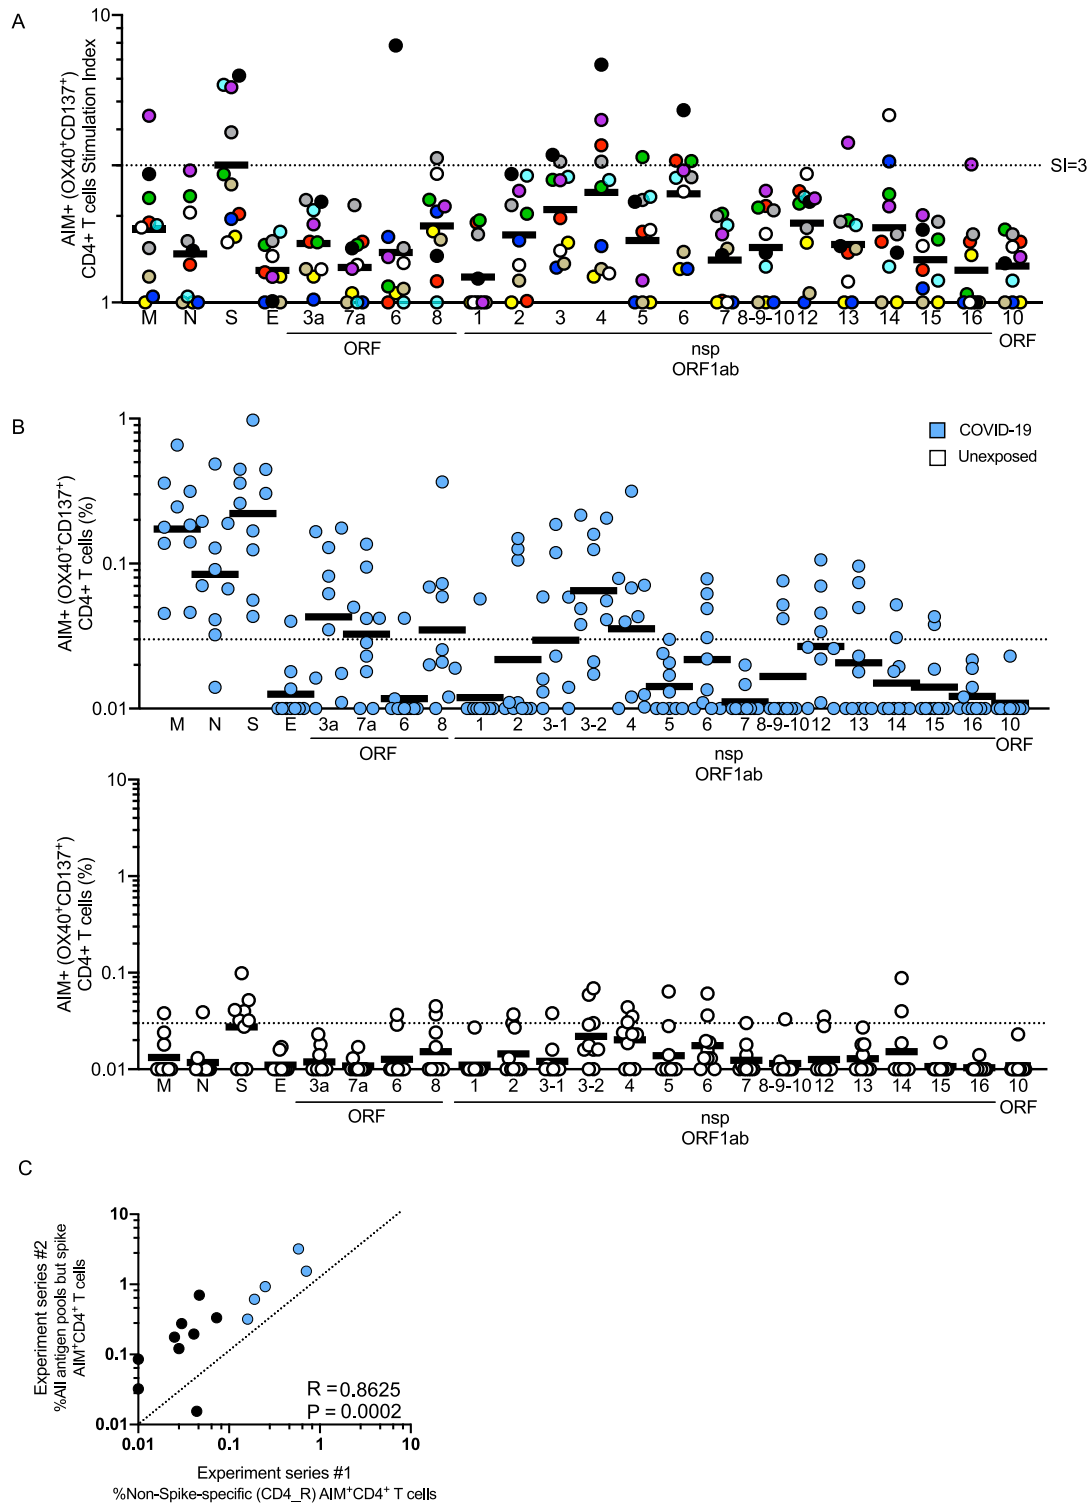 A
AIM+ (OX40+CD137+)
CD4+ T cells Stimulation Index
10
1
SI=3
M N S E 3a 7a 6 8 1 2 3 4 5 6 7 8-9-10 12 13 14 15 16 10
ORF nsp ORF
ORF1ab
B
AIM+ (OX40+CD137+)
CD4+ T cells (%)
1
0.1
0.01
COVID-19
Unexposed
M N S E 3a 7a 6 8 1 2 3-1 3-2 4 5 6 7 8-9-10 12 13 14 15 16 10
ORF nsp ORF
ORF1ab
AIM+ (OX40+CD137+)
CD4+ T cells (%)
10
1
0.1
0.01
M N S E 3a 7a 6 8 1 2 3-1 3-2 4 5 6 7 8-9-10 12 13 14 15 16 10
ORF nsp ORF
ORF1ab
C
Experiment series #2
%All antigen pools but spike
AIM+CD4+ T cells
10
1
0.1
0.01
R = 0.8625
P = 0.0002
0.01 0.1 1 10
Experiment series #1
%Non-Spike-specific (CD4_R) AIM+CD4+ T cells